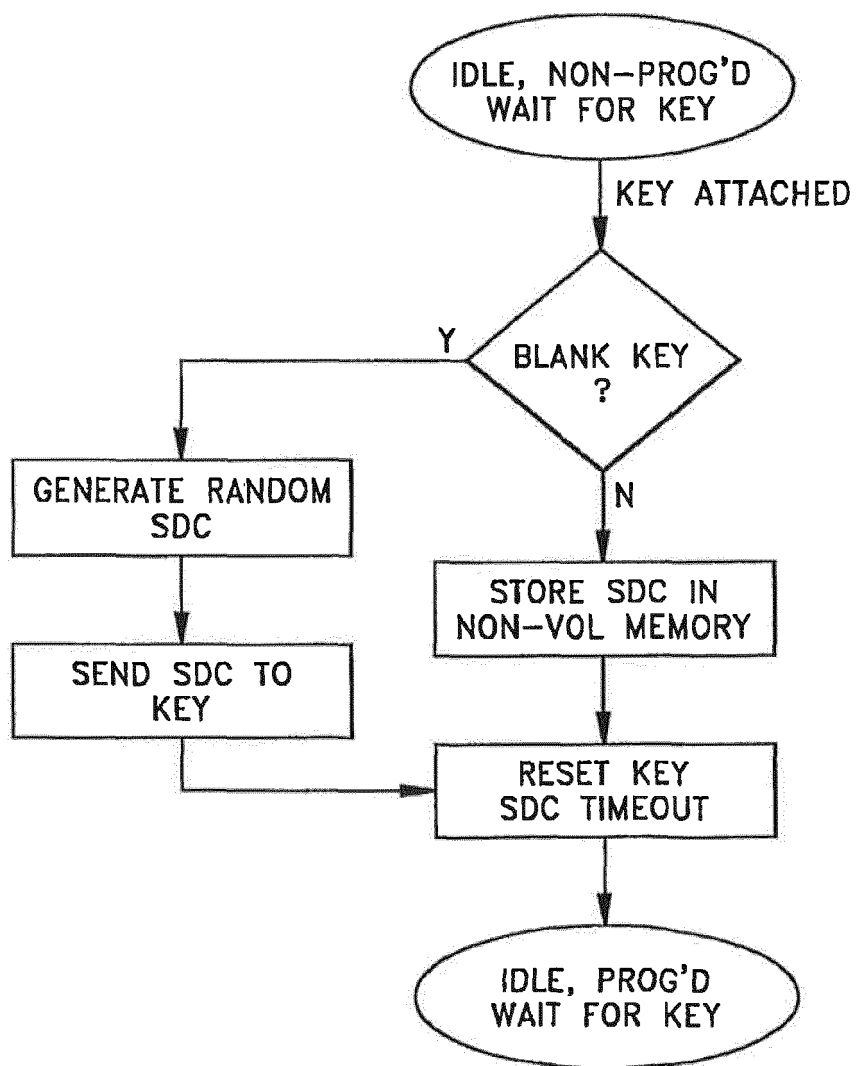 IDLE, NON-PROG'D
WAIT FOR KEY
KEY ATTACHED
BLANK KEY
?
Y
N
GENERATE RANDOM
SDC
STORE SDC IN
NON-VOL MEMORY
SEND SDC TO
KEY
RESET KEY
SDC TIMEOUT
IDLE, PROG'D
WAIT FOR KEY